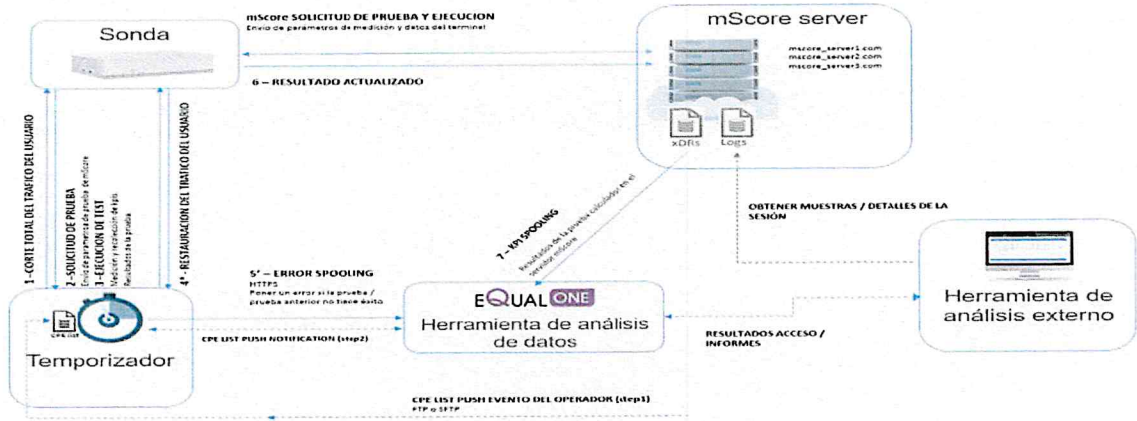 mScore SOLICITUD DE PRUEBA Y EJECUCION
Envio de parametros de medición y datos del terminal
Sonda
mScore server
mscore_server1.com
mscore_server2.com
mscore_server3.com
6 – RESULTADO ACTUALIZADO
xDRs
Logs
1-CORTE TOTAL DEL TRAFICO DEL USUARIO
2-SOLICITUD DE PRUEBA
Envio de parametros de prueba de mScore
3-EJECUCION DE TEST
Medición y recolección de kpis
Resultados de la prueba
4*- RESTAURACION DEL TRAFICO DEL USUARIO
7 – KPI SPOOLING
Resultados de la prueba calculados en el
servidor mScore
OBTENER MUESTRAS / DETALLES DE LA
SESIÓN
5' – ERROR SPOOLING
HTTPS
Poner un error si la prueba /
prueba anterior no tiene éxito
EQUAL ONE
Herramienta de análisis
de datos
Herramienta de
análisis externo
CPE List
Temporizador
CPE LIST PUSH NOTIFICATION (step2)
RESULTADOS ACCESO /
INFORMES
CPE LIST PUSH EVENTO DEL OPERADOR (step1)
FTP o SFTP